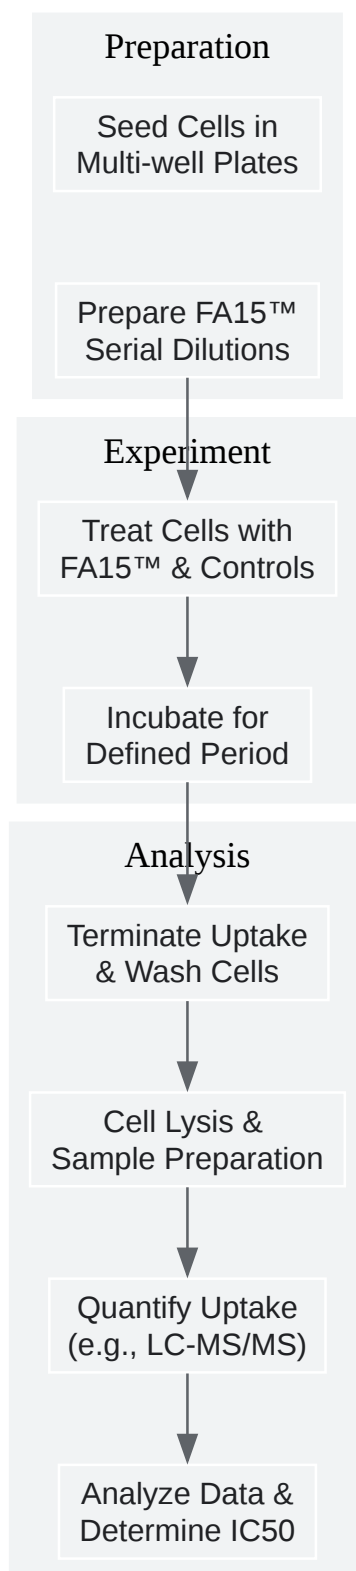 Preparation
Seed Cells in
Multi-well Plates
Prepare FA15™
Serial Dilutions
Experiment
Treat Cells with
FA15™ & Controls
Incubate for
Defined Period
Analysis
Terminate Uptake
& Wash Cells
Cell Lysis &
Sample Preparation
Quantify Uptake
(e.g., LC-MS/MS)
Analyze Data &
Determine IC50